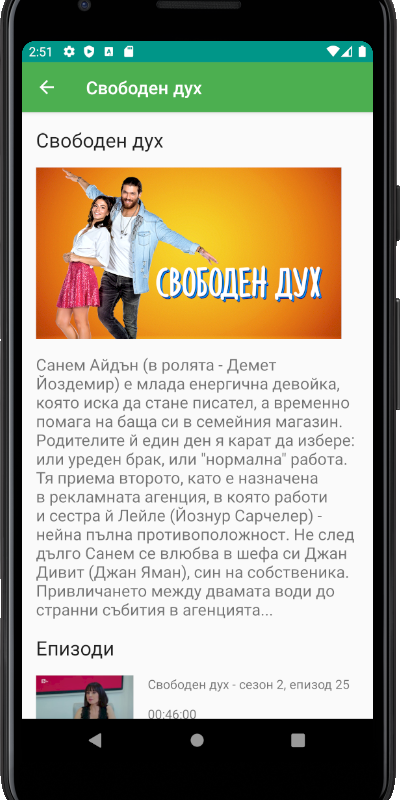 2:51
Свободен дух
Свободен дух
СВОБОДЕН ДУХ
Санем Айдън (в ролята - Демет
Йоздемир) е млада енергична девойка,
която иска да стане писател, а временно
помага на баща си в семейния магазин.
Родителите й един ден я карат да избере:
или уреден брак, или "нормална" работа.
Тя приема второто, като е назначена
в рекламната агенция, в която работи
и сестра й Лейле (Йознур Сарчелер) -
нейна пълна противоположност. Не след
дълго Санем се влюбва в шефа си Джан
Дивит (Джан Яман), син на собственика.
Привличането между двамата води до
странни събития в агенцията...
Епизоди
Свободен дух - сезон 2, епизод 25
00:46:00